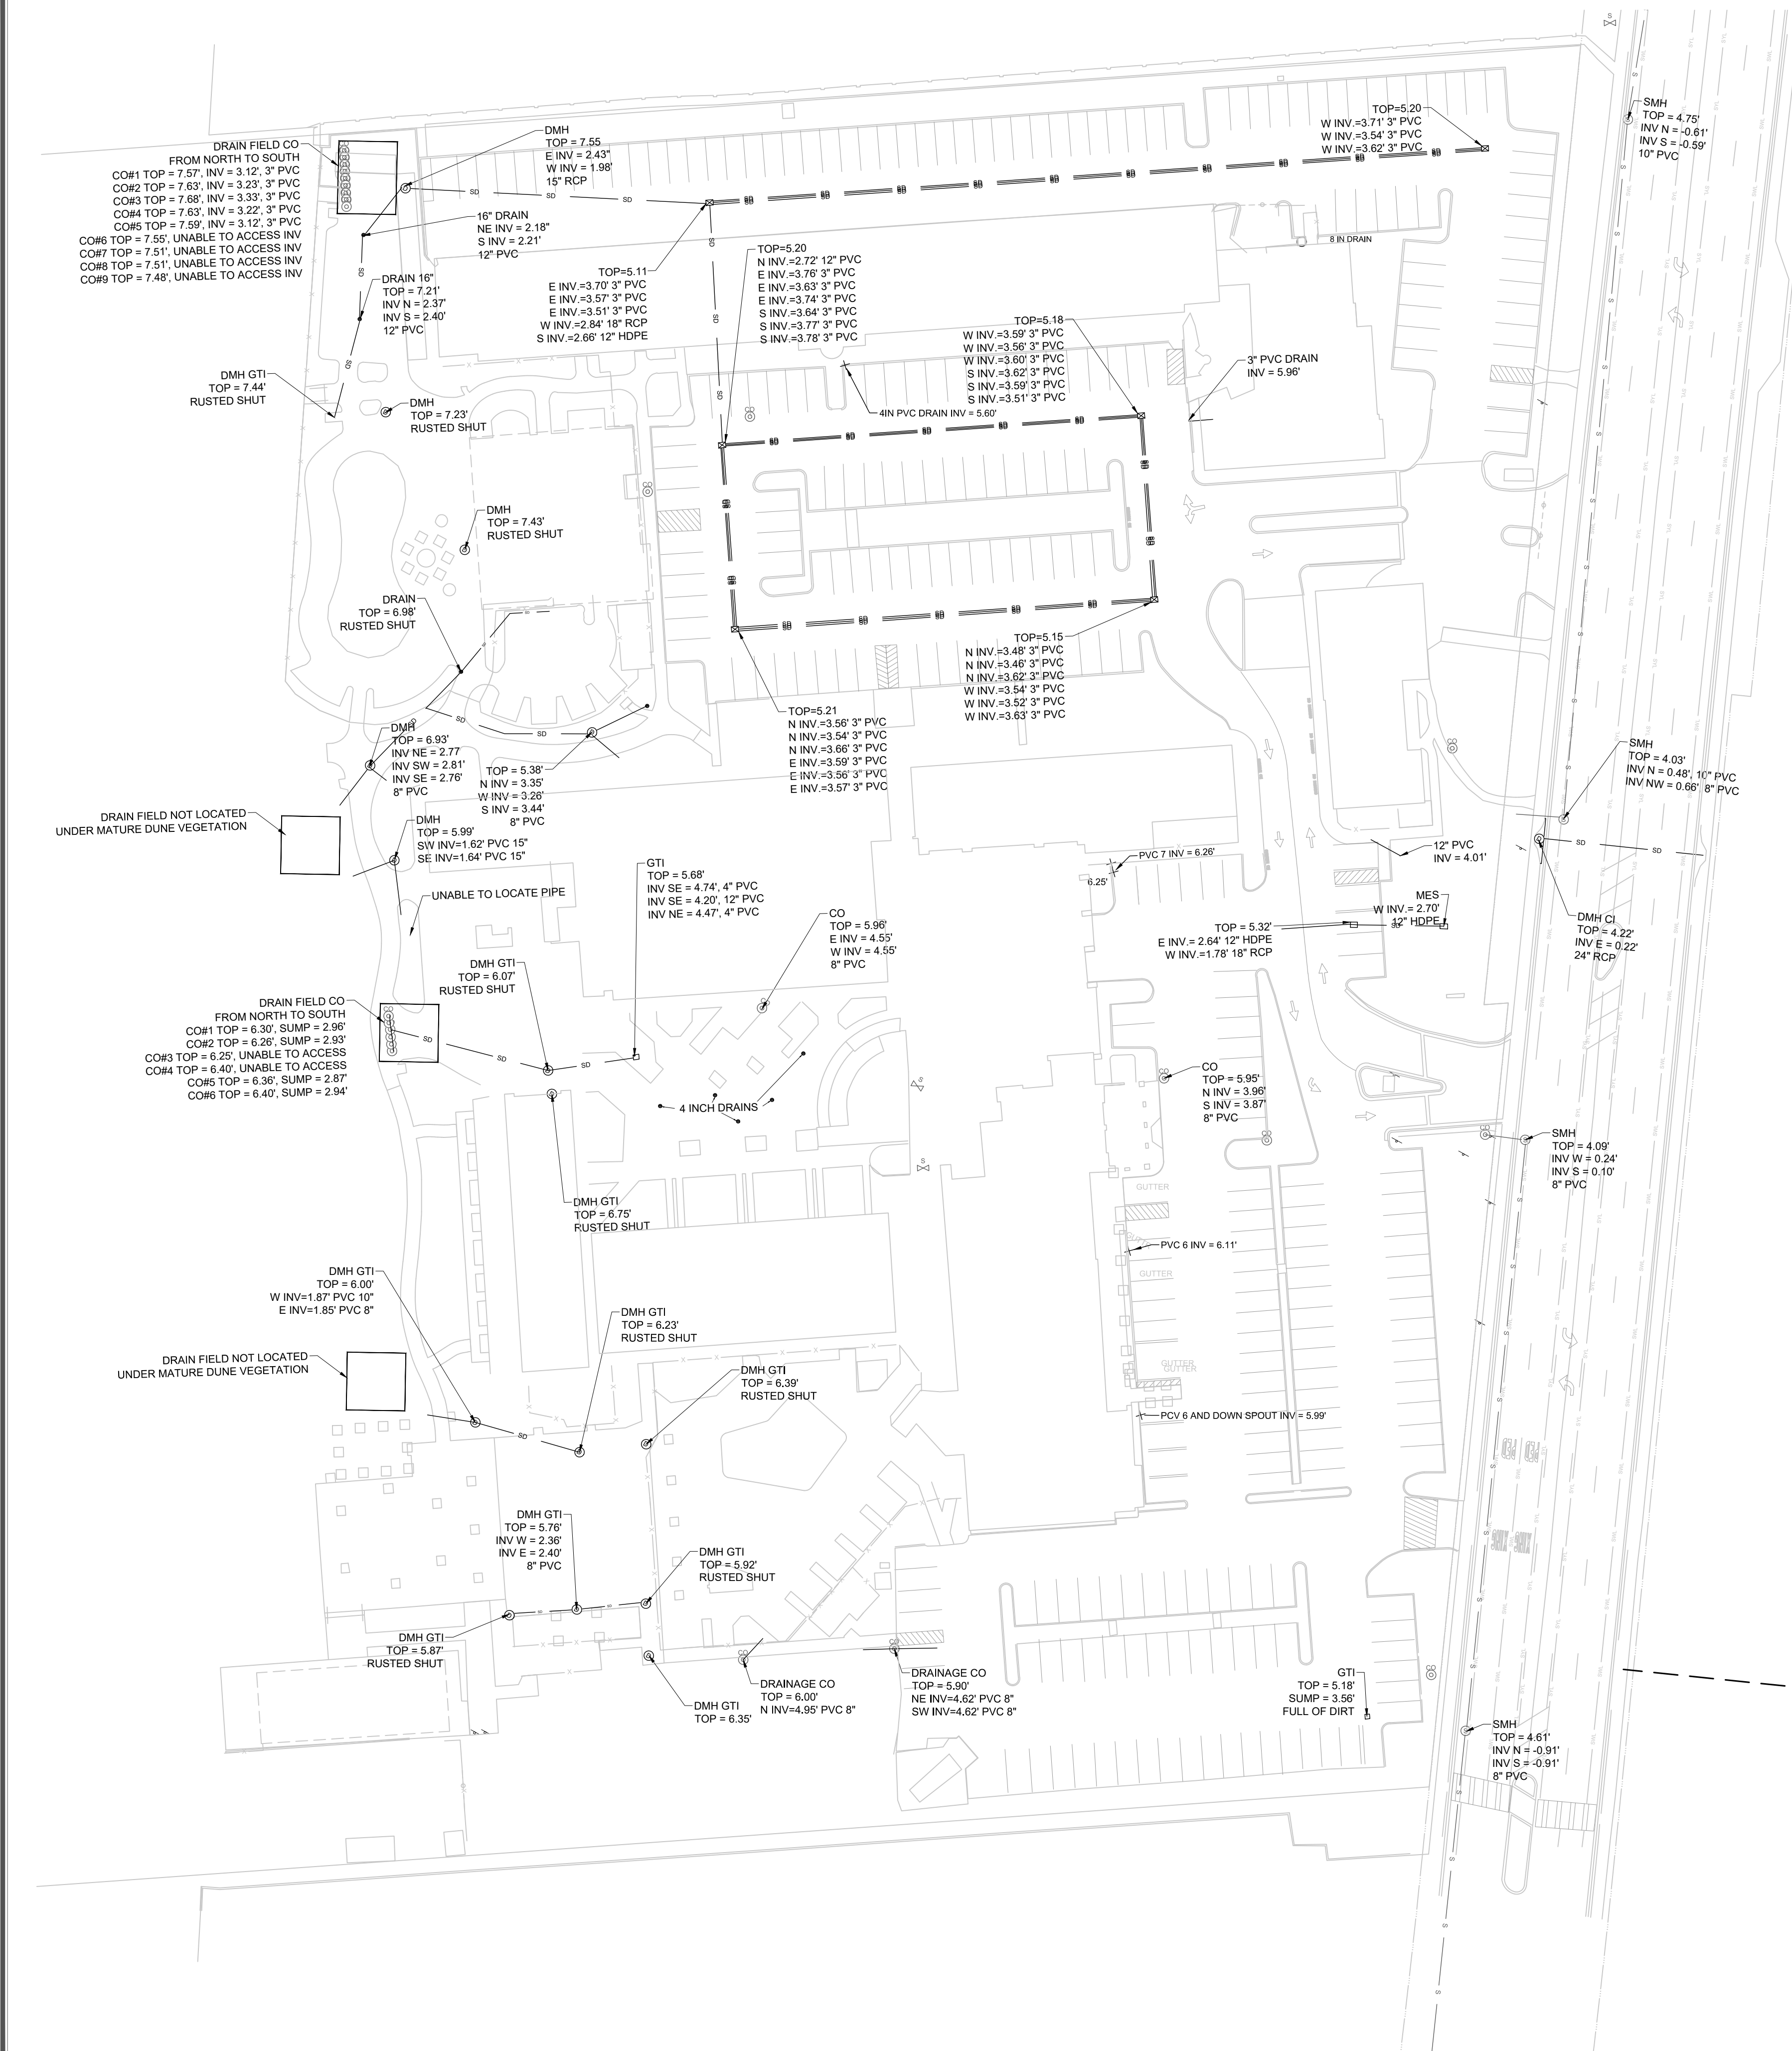 SMH
TOP = 4.75'
INV N = -0.61'
INV S = -0.59'
10" PVC
TOP=5.20
W INV.=3.71' 3" PVC
W INV.=3.54' 3" PVC
W INV.=3.62' 3" PVC
DMH
TOP = 7.55
E INV = 2.43"
W INV = 1.98'
15" RCP
DRAIN FIELD CO
FROM NORTH TO SOUTH
CO#1 TOP = 7.57', INV = 3.12', 3" PVC
CO#2 TOP = 7.63', INV = 3.23', 3" PVC
CO#3 TOP = 7.68', INV = 3.33', 3" PVC
CO#4 TOP = 7.63', INV = 3.22', 3" PVC
CO#5 TOP = 7.59', INV = 3.12', 3" PVC
CO#6 TOP = 7.55', UNABLE TO ACCESS INV
CO#7 TOP = 7.51', UNABLE TO ACCESS INV
CO#8 TOP = 7.51', UNABLE TO ACCESS INV
CO#9 TOP = 7.48', UNABLE TO ACCESS INV
16" DRAIN
NE INV = 2.18"
S INV = 2.21'
12" PVC
8 IN DRAIN
TOP=5.20
N INV.=2.72' 12" PVC
E INV.=3.76' 3" PVC
E INV.=3.63' 3" PVC
E INV.=3.74' 3" PVC
S INV.=3.64' 3" PVC
S INV.=3.77' 3" PVC
S INV.=3.78' 3" PVC
TOP=5.11
E INV.=3.70' 3" PVC
E INV.=3.57' 3" PVC
E INV.=3.51' 3" PVC
W INV.=2.84' 18" RCP
S INV.=2.66' 12" HDPE
DRAIN 16"
TOP = 7.21'
INV N = 2.37'
INV S = 2.40'
12" PVC
TOP=5.18
W INV.=3.59' 3" PVC
W INV.=3.56' 3" PVC
W INV.=3.60' 3" PVC
S INV.=3.62' 3" PVC
S INV.=3.59' 3" PVC
S INV.=3.51' 3" PVC
3" PVC DRAIN
INV = 5.96'
DMH GTI
TOP = 7.44'
RUSTED SHUT
DMH
TOP = 7.23'
RUSTED SHUT
4IN PVC DRAIN INV = 5.60'
DMH
TOP = 7.43'
RUSTED SHUT
DRAIN
TOP = 6.98'
RUSTED SHUT
TOP=5.15
N INV.=3.48' 3" PVC
N INV.=3.46' 3" PVC
N INV.=3.62' 3" PVC
W INV.=3.54' 3" PVC
W INV.=3.52' 3" PVC
W INV.=3.63' 3" PVC
TOP=5.21
N INV.=3.56' 3" PVC
N INV.=3.54' 3" PVC
N INV.=3.66' 3" PVC
E INV.=3.59' 3" PVC
E INV.=3.56' 3" PVC
E INV.=3.57' 3" PVC
DMH
TOP = 6.93'
INV NE = 2.77
INV SW = 2.81'
INV SE = 2.76'
8" PVC
TOP = 5.38'
N INV = 3.35'
W INV = 3.26'
S INV = 3.44'
8" PVC
SMH
TOP = 4.03'
INV N = 0.48', 10" PVC
INV NW = 0.66', 8" PVC
DRAIN FIELD NOT LOCATED
UNDER MATURE DUNE VEGETATION
DMH
TOP = 5.99'
SW INV=1.62' PVC 15"
SE INV=1.64' PVC 15"
UNABLE TO LOCATE PIPE
12" PVC
INV = 4.01'
PVC 7 INV = 6.26'
6.25'
GTI
TOP = 5.68'
INV SE = 4.74', 4" PVC
INV SE = 4.20', 12" PVC
INV NE = 4.47', 4" PVC
MES
W INV.= 2.70'
12" HDPE
CO
TOP = 5.96'
E INV = 4.55'
W INV = 4.55'
8" PVC
TOP = 5.32'
E INV.= 2.64' 12" HDPE
W INV.=1.78' 18" RCP
DMH CI
TOP = 4.22'
INV E = 0.22'
24" RCP
DMH GTI
TOP = 6.07'
RUSTED SHUT
DRAIN FIELD CO
FROM NORTH TO SOUTH
CO#1 TOP = 6.30', SUMP = 2.96'
CO#2 TOP = 6.26', SUMP = 2.93'
CO#3 TOP = 6.25', UNABLE TO ACCESS
CO#4 TOP = 6.40', UNABLE TO ACCESS
CO#5 TOP = 6.36', SUMP = 2.87'
CO#6 TOP = 6.40', SUMP = 2.94'
CO
TOP = 5.95'
N INV = 3.96'
S INV = 3.87'
8" PVC
4 INCH DRAINS
SMH
TOP = 4.09'
INV W = 0.24'
INV S = 0.10'
8" PVC
GUTTER
DMH GTI
TOP = 6.75'
RUSTED SHUT
PVC 6 INV = 6.11'
GUTTER
DMH GTI
TOP = 6.00'
W INV=1.87' PVC 10"
E INV=1.85' PVC 8"
DMH GTI
TOP = 6.23'
RUSTED SHUT
DRAIN FIELD NOT LOCATED
UNDER MATURE DUNE VEGETATION
GUTTER
GUTTER
DMH GTI
TOP = 6.39'
RUSTED SHUT
PCV 6 AND DOWN SPOUT INV = 5.99'
DMH GTI
TOP = 5.76'
INV W = 2.36'
INV E = 2.40'
8" PVC
DMH GTI
TOP = 5.92'
RUSTED SHUT
DMH GTI
TOP = 5.87'
RUSTED SHUT
DRAINAGE CO
TOP = 6.00'
N INV=4.95' PVC 8"
DRAINAGE CO
TOP = 5.90'
NE INV=4.62' PVC 8"
SW INV=4.62' PVC 8"
DMH GTI
TOP = 6.35'
GTI
TOP = 5.18'
SUMP = 3.56'
FULL OF DIRT
SMH
TOP = 4.61'
INV N = -0.91'
INV S = -0.91'
8" PVC